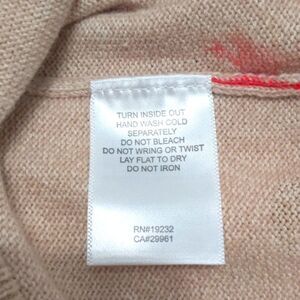 TURN INSIDE OUT
HAND WASH COLD
SEPARATELY
DO NOT BLEACH
DO NOT WRING OR TWIST
LAY FLAT TO DRY
DO NOT IRON
RN#19232
CA#29961